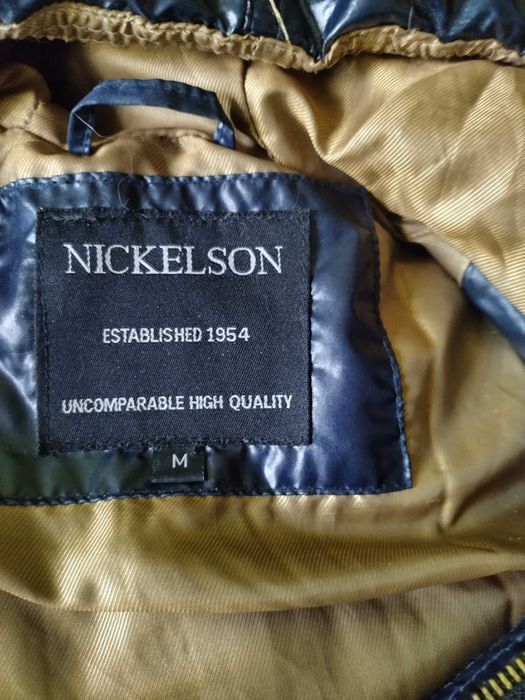 NICKELSON
ESTABLISHED 1954
UNCOMPARABLE HIGH QUALITY
M